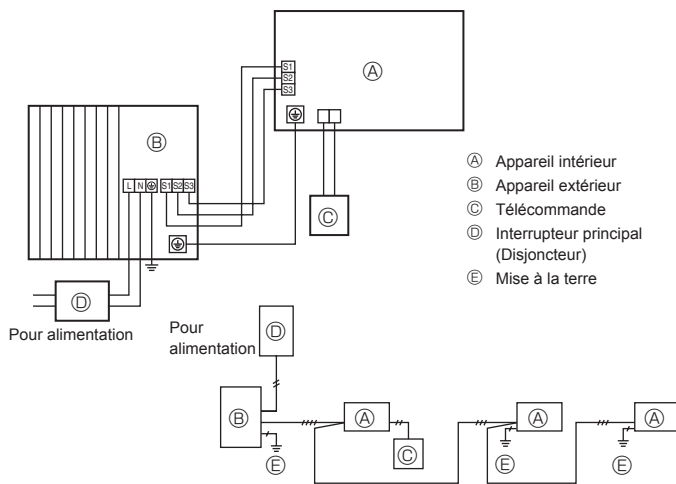 S1
S2
S3
Ⓐ
Ⓑ
L N S1 S2 S3
Ⓒ
Ⓓ
Pour alimentation
Ⓐ Appareil intérieur
Ⓑ Appareil extérieur
Ⓒ Télécommande
Ⓓ Interrupteur principal
(Disjoncteur)
Ⓔ Mise à la terre
Pour
alimentation
Ⓓ
Ⓑ
Ⓐ
Ⓐ
Ⓐ
Ⓒ
Ⓔ
Ⓔ
Ⓔ